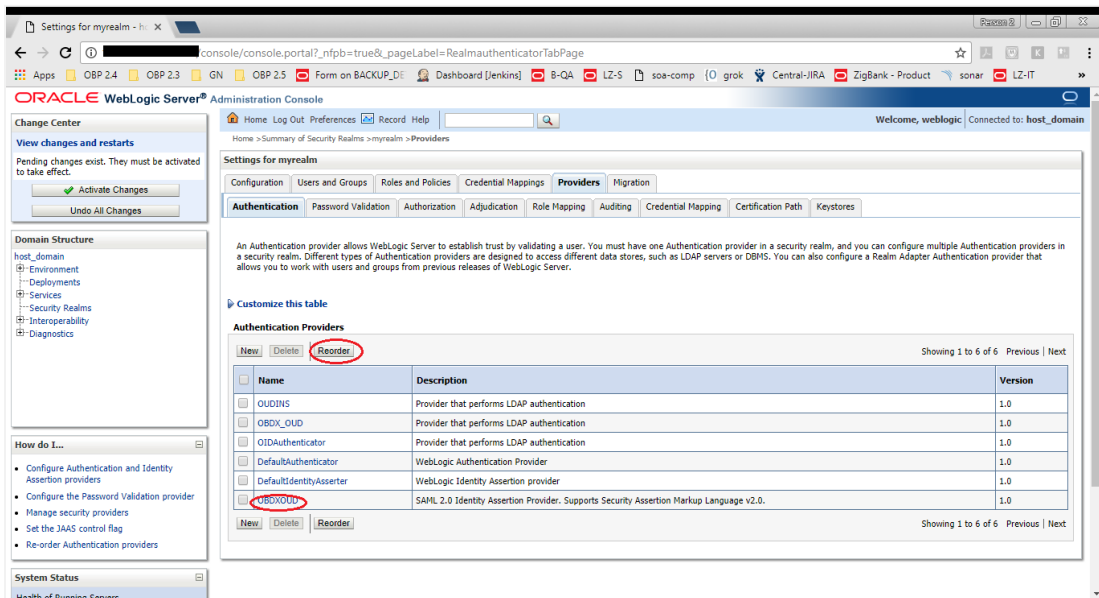 Settings for myrealm - h
Person 2
console/console.portal?_nfpb=true&_pageLabel=RealmauthenticatorTabPage
Apps OBP 2.4 OBP 2.3 GN OBP 2.5 Form on BACKUP_DE Dashboard [Jenkins] B-QA LZ-S soa-comp {O grok Central-JIRA ZigBank - Product sonar LZ-IT »
ORACLE WebLogic Server® Administration Console
Change Center
View changes and restarts
Pending changes exist. They must be activated
to take effect.
Activate Changes
Undo All Changes
Domain Structure
host_domain
Environment
Deployments
Services
Security Realms
Interoperability
Diagnostics
How do I...
Configure Authentication and Identity
Assertion providers
Configure the Password Validation provider
Manage security providers
Set the JAAS control flag
Re-order Authentication providers
System Status
Health of Running Servers
Home Log Out Preferences Record Help
Welcome, weblogic Connected to: host_domain
Home >Summary of Security Realms >myrealm >Providers
Settings for myrealm
Configuration Users and Groups Roles and Policies Credential Mappings Providers Migration
Authentication Password Validation Authorization Adjudication Role Mapping Auditing Credential Mapping Certification Path Keystores
An Authentication provider allows WebLogic Server to establish trust by validating a user. You must have one Authentication provider in a security realm, and you can configure multiple Authentication providers in
a security realm. Different types of Authentication providers are designed to access different data stores, such as LDAP servers or DBMS. You can also configure a Realm Adapter Authentication provider that
allows you to work with users and groups from previous releases of WebLogic Server.
Customize this table
Authentication Providers
New Delete Reorder Showing 1 to 6 of 6 Previous | Next
Name Description Version
OUDINS Provider that performs LDAP authentication 1.0
OBDX_OUD Provider that performs LDAP authentication 1.0
OIDAuthenticator Provider that performs LDAP authentication 1.0
DefaultAuthenticator WebLogic Authentication Provider 1.0
DefaultIdentityAsserter WebLogic Identity Assertion provider 1.0
OBDXOUD SAML 2.0 Identity Assertion Provider. Supports Security Assertion Markup Language v2.0. 1.0
New Delete Reorder Showing 1 to 6 of 6 Previous | Next